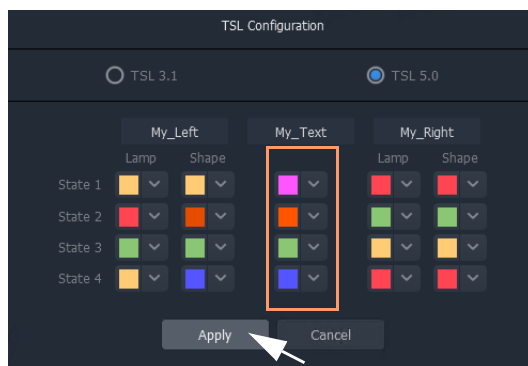 TSL Configuration
TSL 3.1 TSL 5.0
My_Left My_Text My_Right
Lamp Shape Lamp Shape
State 1
State 2
State 3
State 4
Apply Cancel